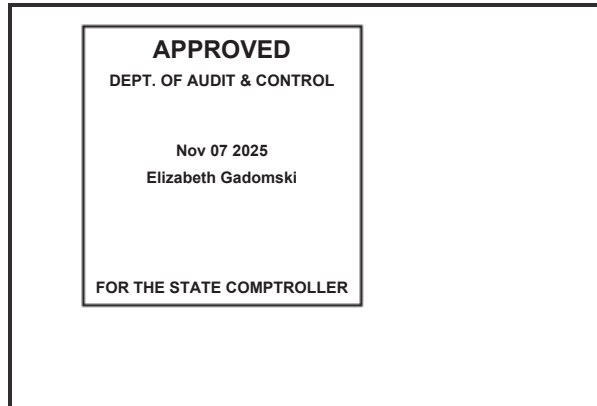 APPROVED
DEPT. OF AUDIT & CONTROL
Nov 07 2025
Elizabeth Gadomski
FOR THE STATE COMPTROLLER